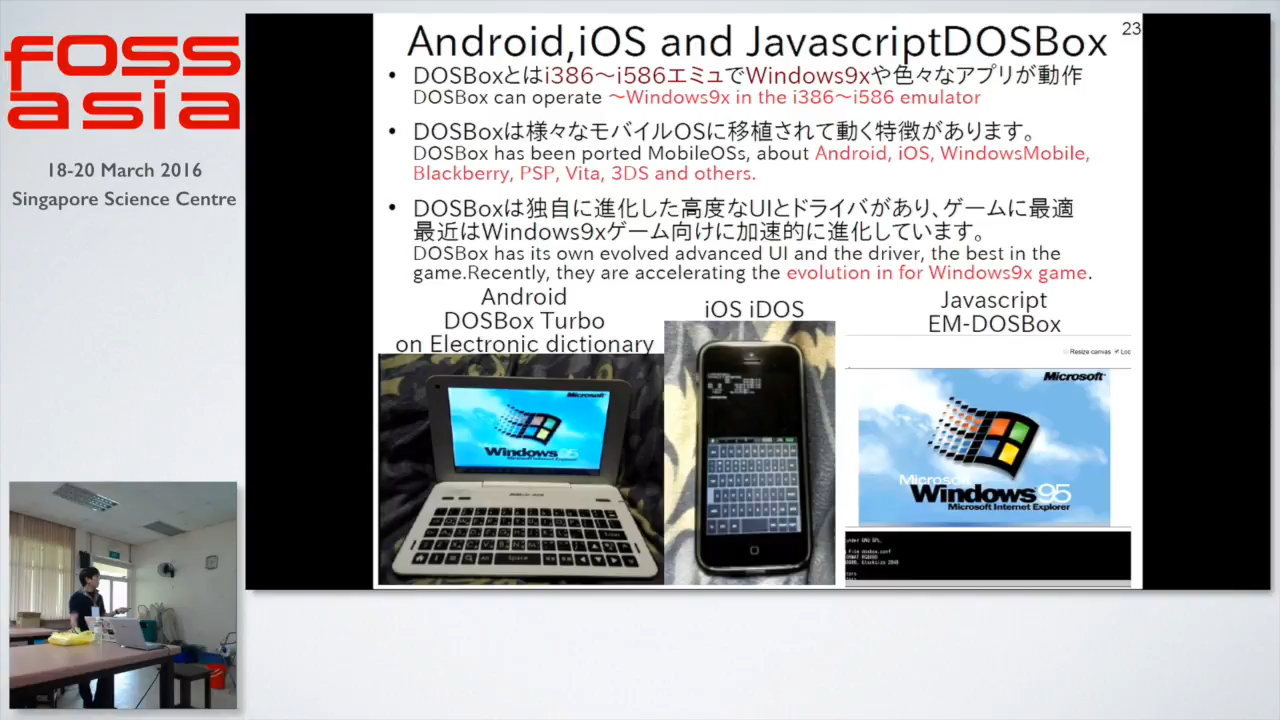 foss
asia
18-20 March 2016
Singapore Science Centre
23
Android,iOS and JavascriptDOSBox
• DOSBoxとはi386～i586エミュでWindows9xや色々なアプリが動作
DOSBox can operate ～Windows9x in the i386～i586 emulator
• DOSBoxは様々なモバイルOSに移植されて動く特徴があります。
DOSBox has been ported MobileOSs, about Android, iOS, WindowsMobile,
Blackberry, PSP, Vita, 3DS and others.
• DOSBoxは独自に進化した高度なUIとドライバがあり、ゲームに最適
最近はWindows9xゲーム向けに加速的に進化しています。
DOSBox has its own evolved advanced UI and the driver, the best in the
game.Recently, they are accelerating the evolution in for Windows9x game.
Android
DOSBox Turbo
on Electronic dictionary
iOS iDOS
Javascript
EM-DOSBox
Resize canvas
Microsoft
Windows 95
Microsoft Internet Explorer
Microsoft
Microsoft
Windows 95
Microsoft Internet Explorer